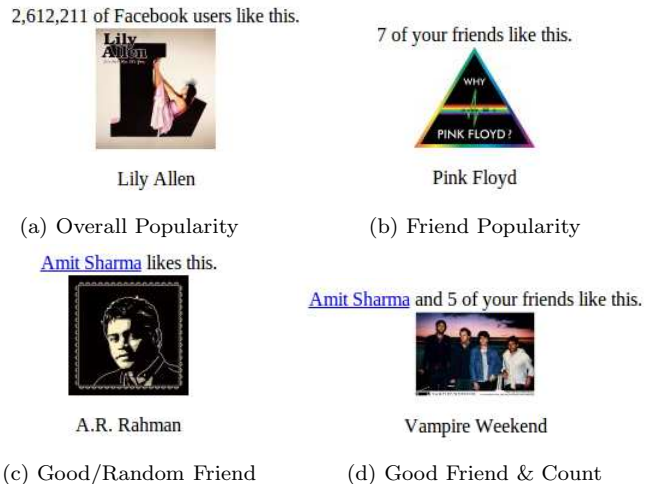 2,612,211 of Facebook users like this.
Lily
Allen
Lily Allen
(a) Overall Popularity
7 of your friends like this.
WHY
PINK FLOYD?
Pink Floyd
(b) Friend Popularity
Amit Sharma likes this.
A.R. Rahman
(c) Good/Random Friend
Amit Sharma and 5 of your friends like this.
Vampire Weekend
(d) Good Friend & Count